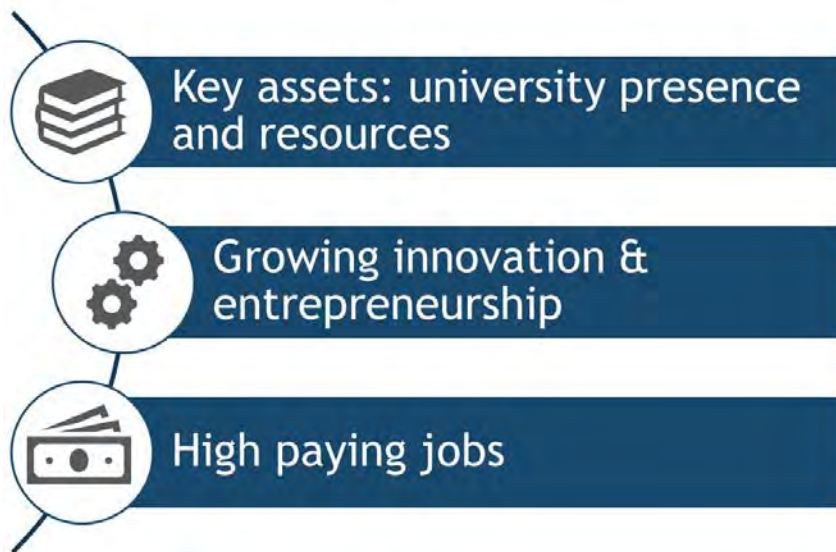 Key assets: university presence
and resources
Growing innovation &
entrepreneurship
High paying jobs